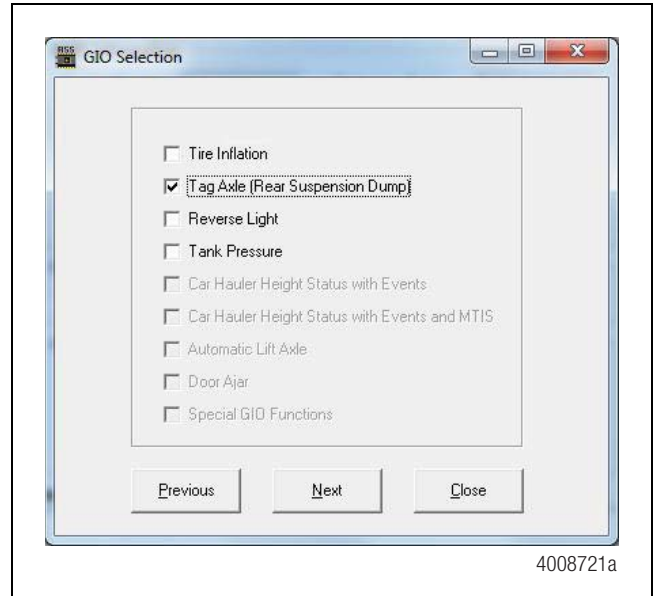 RSS
GIO Selection
Tire Inflation
Tag Axle (Rear Suspension Dump)
Reverse Light
Tank Pressure
Car Hauler Height Status with Events
Car Hauler Height Status with Events and MTIS
Automatic Lift Axle
Door Ajar
Special GIO Functions
Previous
Next
Close
4008721a